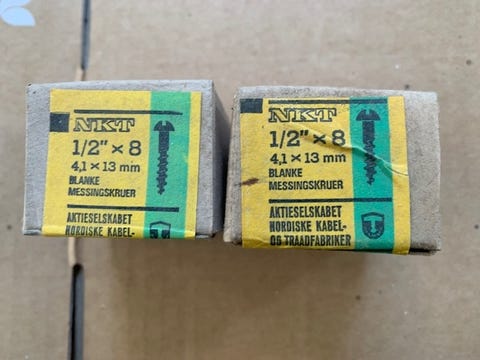 NKT
1/2" × 8
4,1 × 13 mm
BLANKE
MESSINGSKRUER
AKTIESELSKABET
NORDISKE KABEL-
NKT
1/2" × 8
4,1 × 13 mm
BLANKE
MESSINGSKRUER
AKTIESELSKABET
NORDISKE KABEL-
OG TRAADFABRIKER